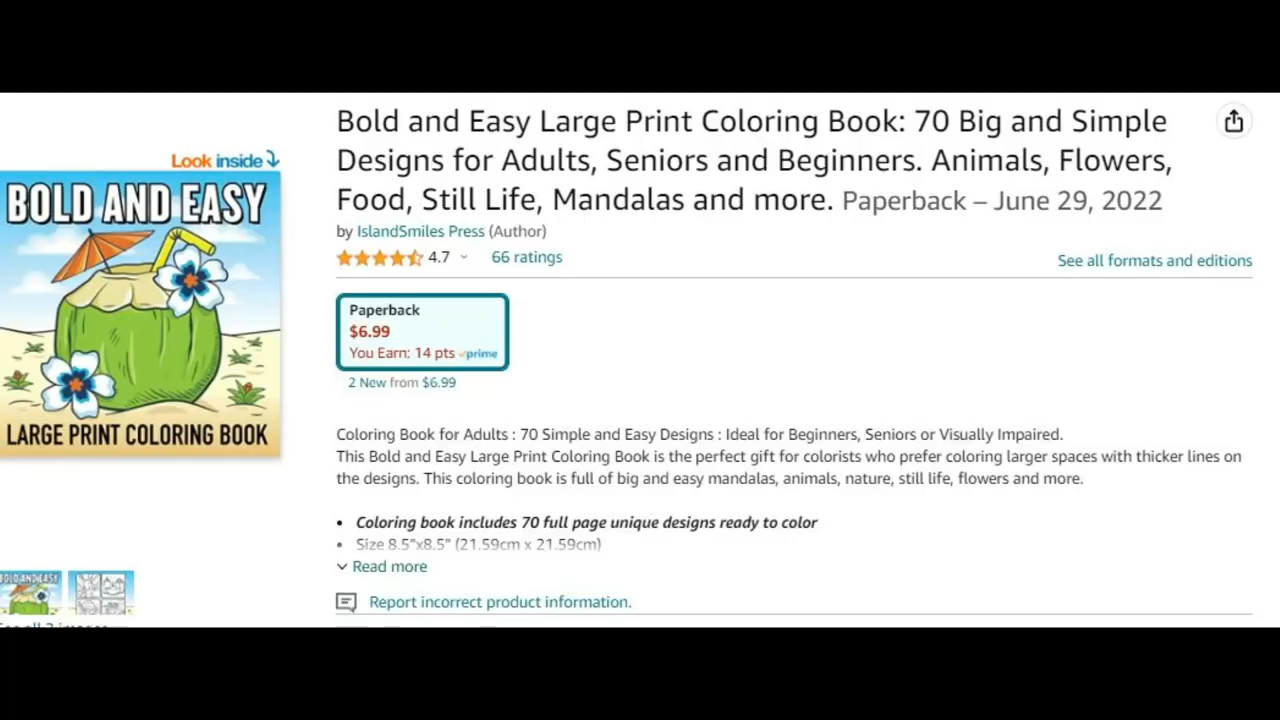 Look inside
BOLD AND EASY
LARGE PRINT COLORING BOOK
Bold and Easy Large Print Coloring Book: 70 Big and Simple
Designs for Adults, Seniors and Beginners. Animals, Flowers,
Food, Still Life, Mandalas and more. Paperback – June 29, 2022
by IslandSmiles Press (Author)
4.7 66 ratings
See all formats and editions
Paperback
$6.99
You Earn: 14 pts prime
2 New from $6.99
Coloring Book for Adults : 70 Simple and Easy Designs : Ideal for Beginners, Seniors or Visually Impaired.
This Bold and Easy Large Print Coloring Book is the perfect gift for colorists who prefer coloring larger spaces with thicker lines on
the designs. This coloring book is full of big and easy mandalas, animals, nature, still life, flowers and more.
• Coloring book includes 70 full page unique designs ready to color
• Size 8.5"x8.5" (21.59cm x 21.59cm)
Read more
Report incorrect product information.
BOLD AND EASY